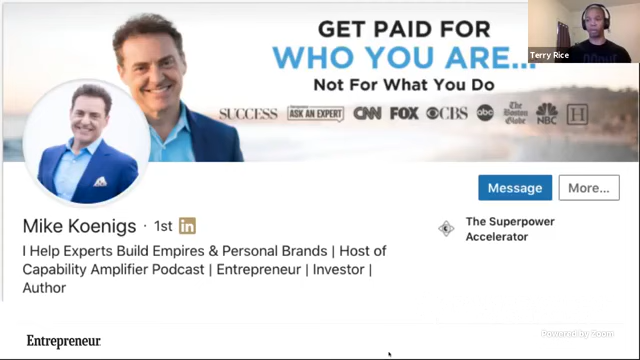 GET PAID FOR
WHO YOU ARE...
Not For What You Do
SUCCESS ASK AN EXPERT CNN FOX CBS abc The Boston Globe NBC H
Terry Rice
Message
More...
Mike Koenigs · 1st in
The Superpower
Accelerator
I Help Experts Build Empires & Personal Brands | Host of
Capability Amplifier Podcast | Entrepreneur | Investor |
Author
Entrepreneur
Powered by Zoom